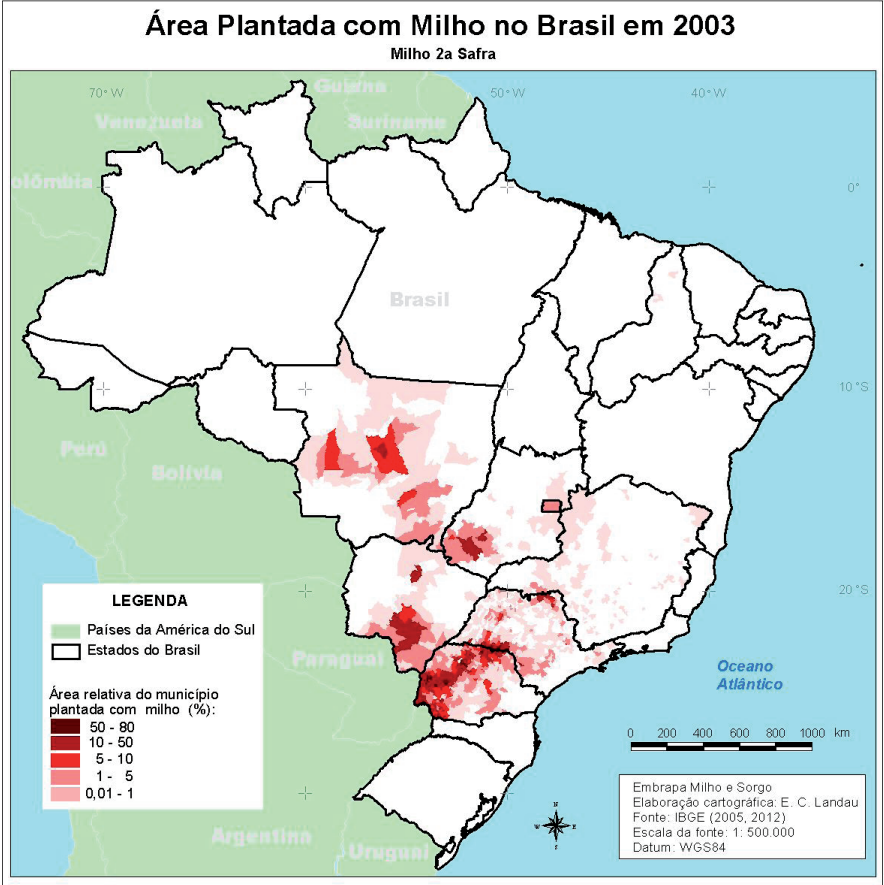 Área Plantada com Milho no Brasil em 2003
Milho 2a Safra
70° W
50° W
40° W
Guiana
Venezuela
Suriname
olômbia
0°
Brasil
10° S
Perú
Bolívia
20° S
LEGENDA
Países da América do Sul
Estados do Brasil
Paraguai
Área relativa do município
plantada com milho (%):
50 - 80
10 - 50
5 - 10
1 - 5
0,01 - 1
Oceano
Atlântico
0 200 400 600 800 1000 km
Embrapa Milho e Sorgo
Elaboração cartográfica: E. C. Landau
Fonte: IBGE (2005, 2012)
Escala da fonte: 1: 500.000
Datum: WGS84
N
W E
S
Argentina
Uruguai